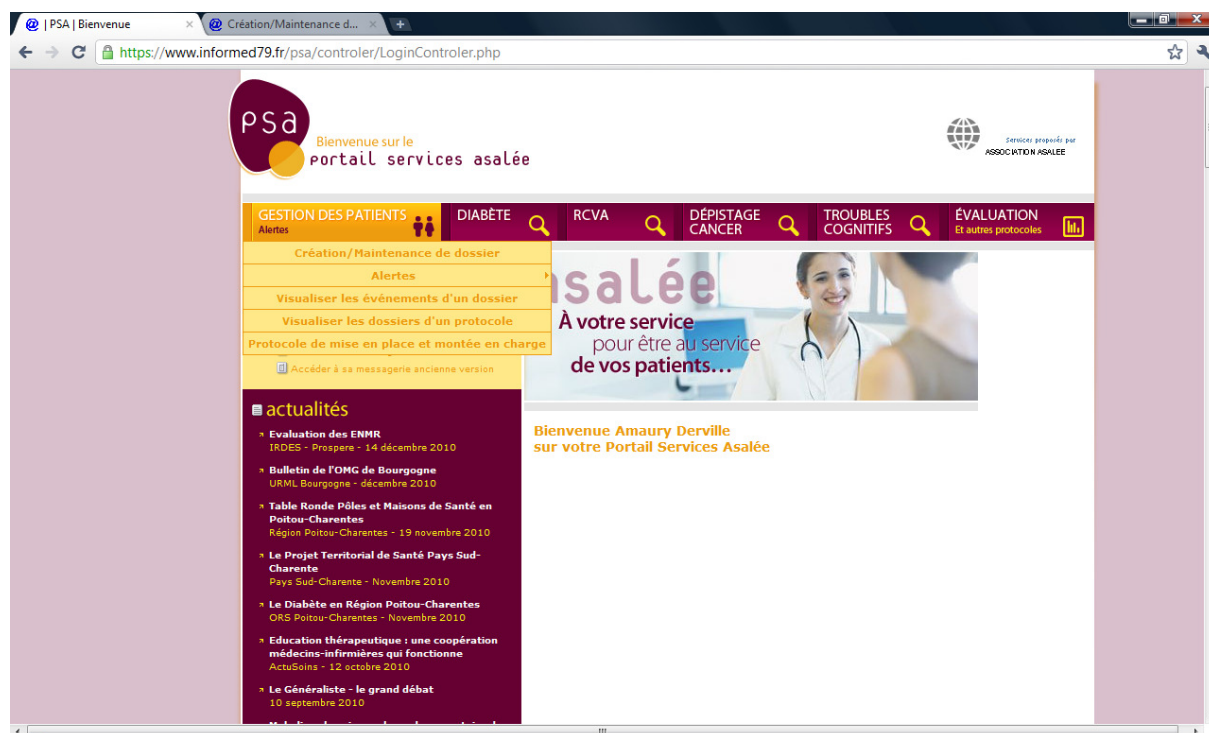 | PSA | Bienvenue
Création/Maintenance d...
https://www.informed79.fr/psa/controler/LoginControler.php
psa
Bienvenue sur le
portail services asalée
Services proposés par
ASSOCIATION ASALEE
GESTION DES PATIENTS
Alertes
DIABÈTE
RCVA
DÉPISTAGE
CANCER
TROUBLES
COGNITIFS
ÉVALUATION
Et autres protocoles
Création/Maintenance de dossier
Alertes
Visualiser les événements d'un dossier
Visualiser les dossiers d'un protocole
Protocole de mise en place et montée en charge
Accéder à sa messagerie ancienne version
asalée
À votre service
pour être au service
de vos patients...
actualités
Evaluation des ENMR
IRDES - Prospere - 14 décembre 2010
Bulletin de l'OMG de Bourgogne
URML Bourgogne - décembre 2010
Table Ronde Pôles et Maisons de Santé en
Poitou-Charentes
Région Poitou-Charentes - 19 novembre 2010
Le Projet Territorial de Santé Pays Sud-
Charente
Pays Sud-Charente - Novembre 2010
Le Diabète en Région Poitou-Charentes
ORS Poitou-Charentes - Novembre 2010
Education thérapeutique : une coopération
médecins-infirmières qui fonctionne
ActuSoins - 12 octobre 2010
Le Généraliste - le grand débat
10 septembre 2010
Bienvenue Amaury Derville
sur votre Portail Services Asalée